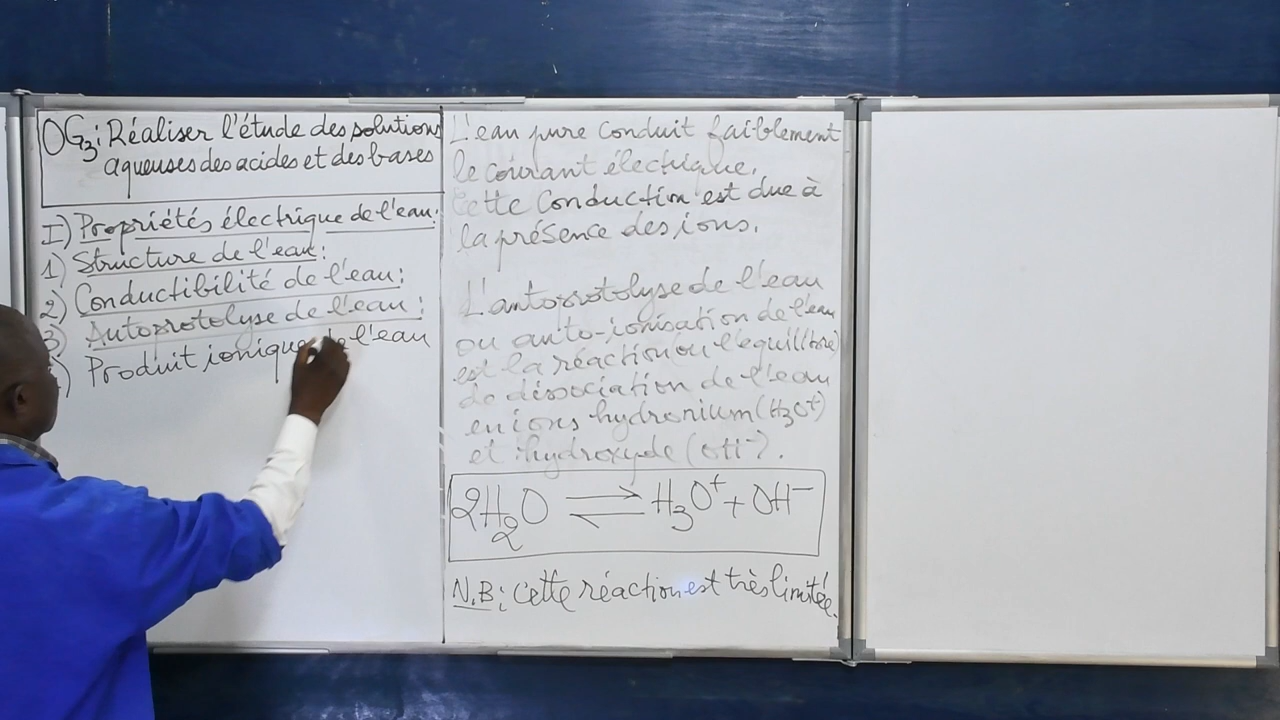 OG3: Réaliser l'étude des solutions
aqueuses des acides et des bases
I) Propriétés électrique de l'eau:
1) Structure de l'eau:
2) Conductibilité de l'eau:
3) Autoprotolyse de l'eau:
) Produit ionique de l'eau
L'eau pure conduit faiblement
le courant électrique.
Cette Conduction est due à
la présence des ions.
L'autoprotolyse de l'eau
ou auto-ionisation de l'eau
est la réaction (ou l'équilibre)
de dissociation de l'eau
en ions hydronium (H3O+)
et hydroxyde (OH-).
2H2O ⇌ H3O+ + OH-
N.B: Cette réaction est très limitée.